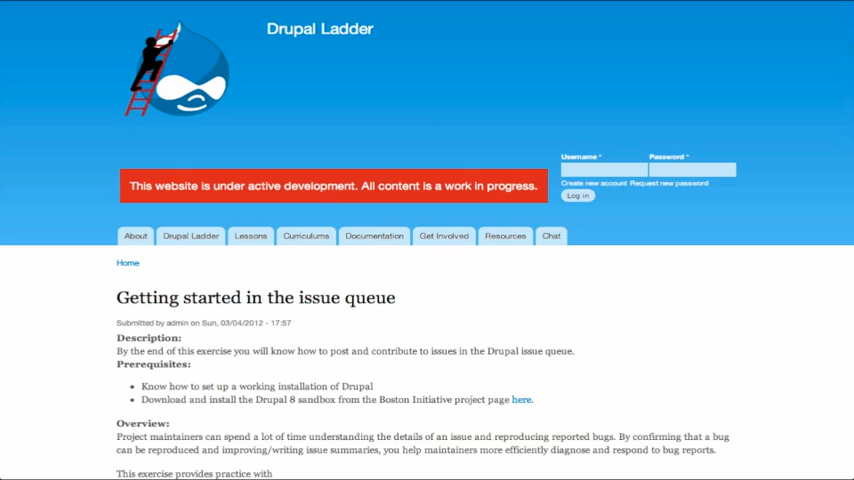 Drupal Ladder
Username * Password *
This website is under active development. All content is a work in progress.
Create new account Request new password
Log in
About Drupal Ladder Lessons Curriculums Documentation Get Involved Resources Chat
Home
Getting started in the issue queue
Submitted by admin on Sun, 03/04/2012 - 17:57
Description:
By the end of this exercise you will know how to post and contribute to issues in the Drupal issue queue.
Prerequisites:
• Know how to set up a working installation of Drupal
• Download and install the Drupal 8 sandbox from the Boston Initiative project page here.
Overview:
Project maintainers can spend a lot of time understanding the details of an issue and reproducing reported bugs. By confirming that a bug
can be reproduced and improving/writing issue summaries, you help maintainers more efficiently diagnose and respond to bug reports.
This exercise provides practice with